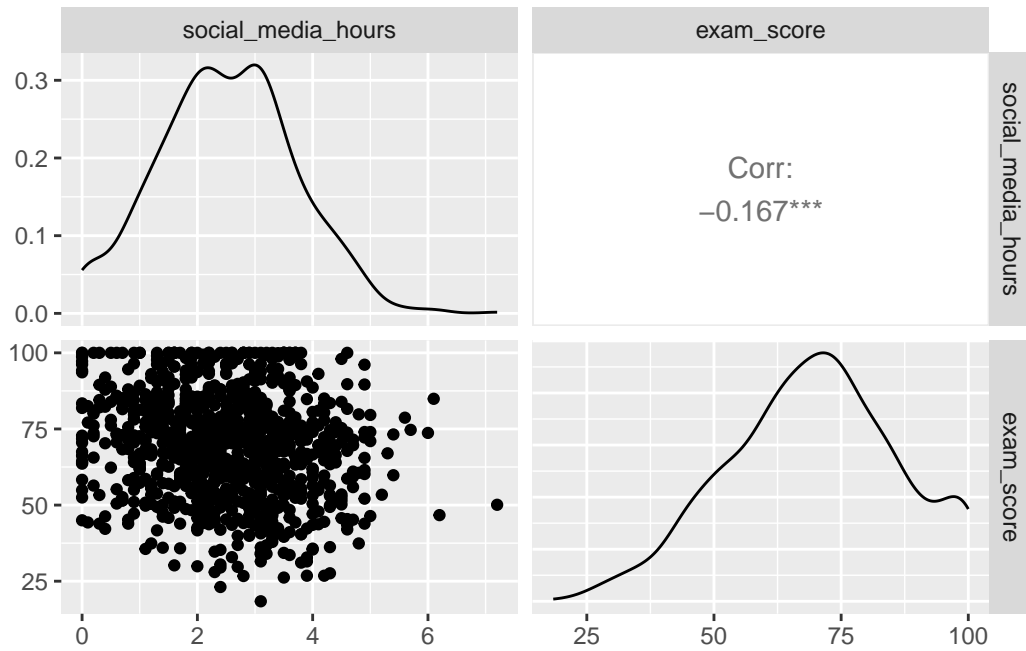 social_media_hours exam_score
0.3
0.2
0.1
0.0
Corr:
−0.167***
social_media_hours
100
75
50
25
exam_score
0 2 4 6
25 50 75 100